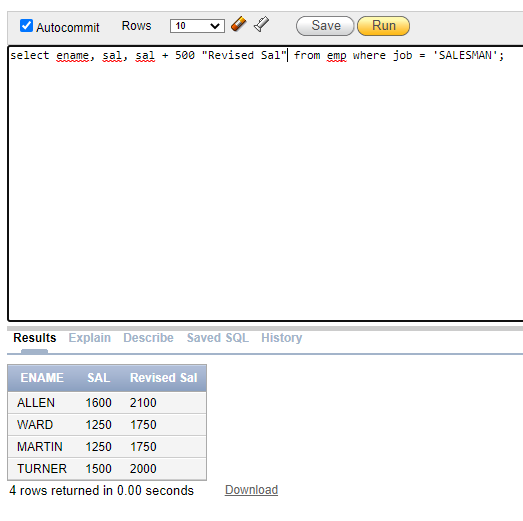 Autocommit Rows 10 Save Run
select ename, sal, sal + 500 "Revised Sal" from emp where job = 'SALESMAN';
Results Explain Describe Saved SQL History
ENAME SAL Revised Sal
ALLEN 1600 2100
WARD 1250 1750
MARTIN 1250 1750
TURNER 1500 2000
4 rows returned in 0.00 seconds Download